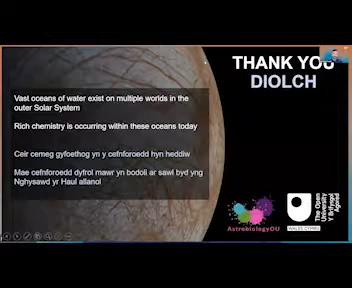 THANK YOU
DIOLCH
Vast oceans of water exist on multiple worlds in the
outer Solar System
Rich chemistry is occurring within these oceans today
Ceir cemeg gyfoethog yn y cefnforoedd hyn heddiw
Mae cefnforoedd dyfrol mawr yn bodoli ar sawl byd yng
Nghysawd yr Haul allanol
AstrobiologyOU
The Open
University
Y Brifysgol
Agored
WALES CYMRU